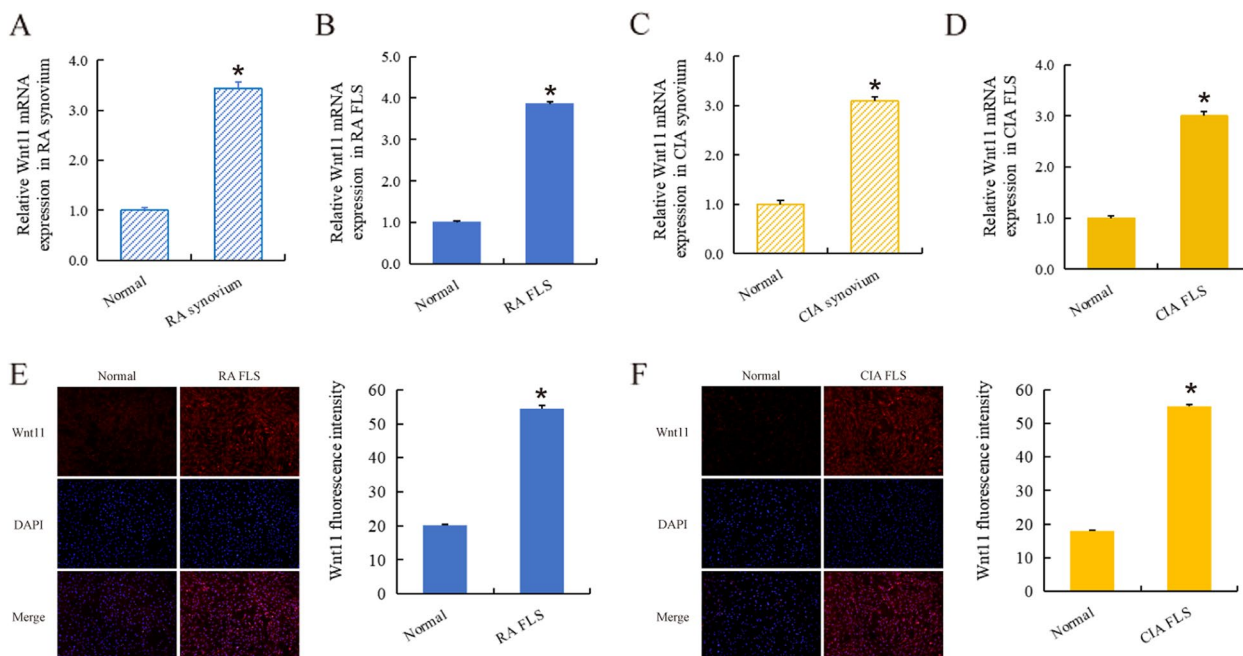 A
Relative Wnt11 mRNA
expression in RA synovium
4.0
3.0
2.0
1.0
0.0
*
Normal
RA synovium
B
Relative Wnt11 mRNA
expression in RA FLS
5.0
4.0
3.0
2.0
1.0
0.0
*
Normal
RA FLS
C
Relative Wnt11 mRNA
expression in CIA synovium
4.0
3.0
2.0
1.0
0.0
*
Normal
CIA synovium
D
Relative Wnt11 mRNA
expression in CIA FLS
4.0
3.0
2.0
1.0
0.0
*
Normal
CIA FLS
E
Normal
RA FLS
Wnt11
DAPI
Merge
Wnt11 fluorescence intensity
60
50
40
30
20
10
0
*
Normal
RA FLS
F
Normal
CIA FLS
Wnt11
DAPI
Merge
Wnt11 fluorescence intensity
60
50
40
30
20
10
0
*
Normal
CIA FLS